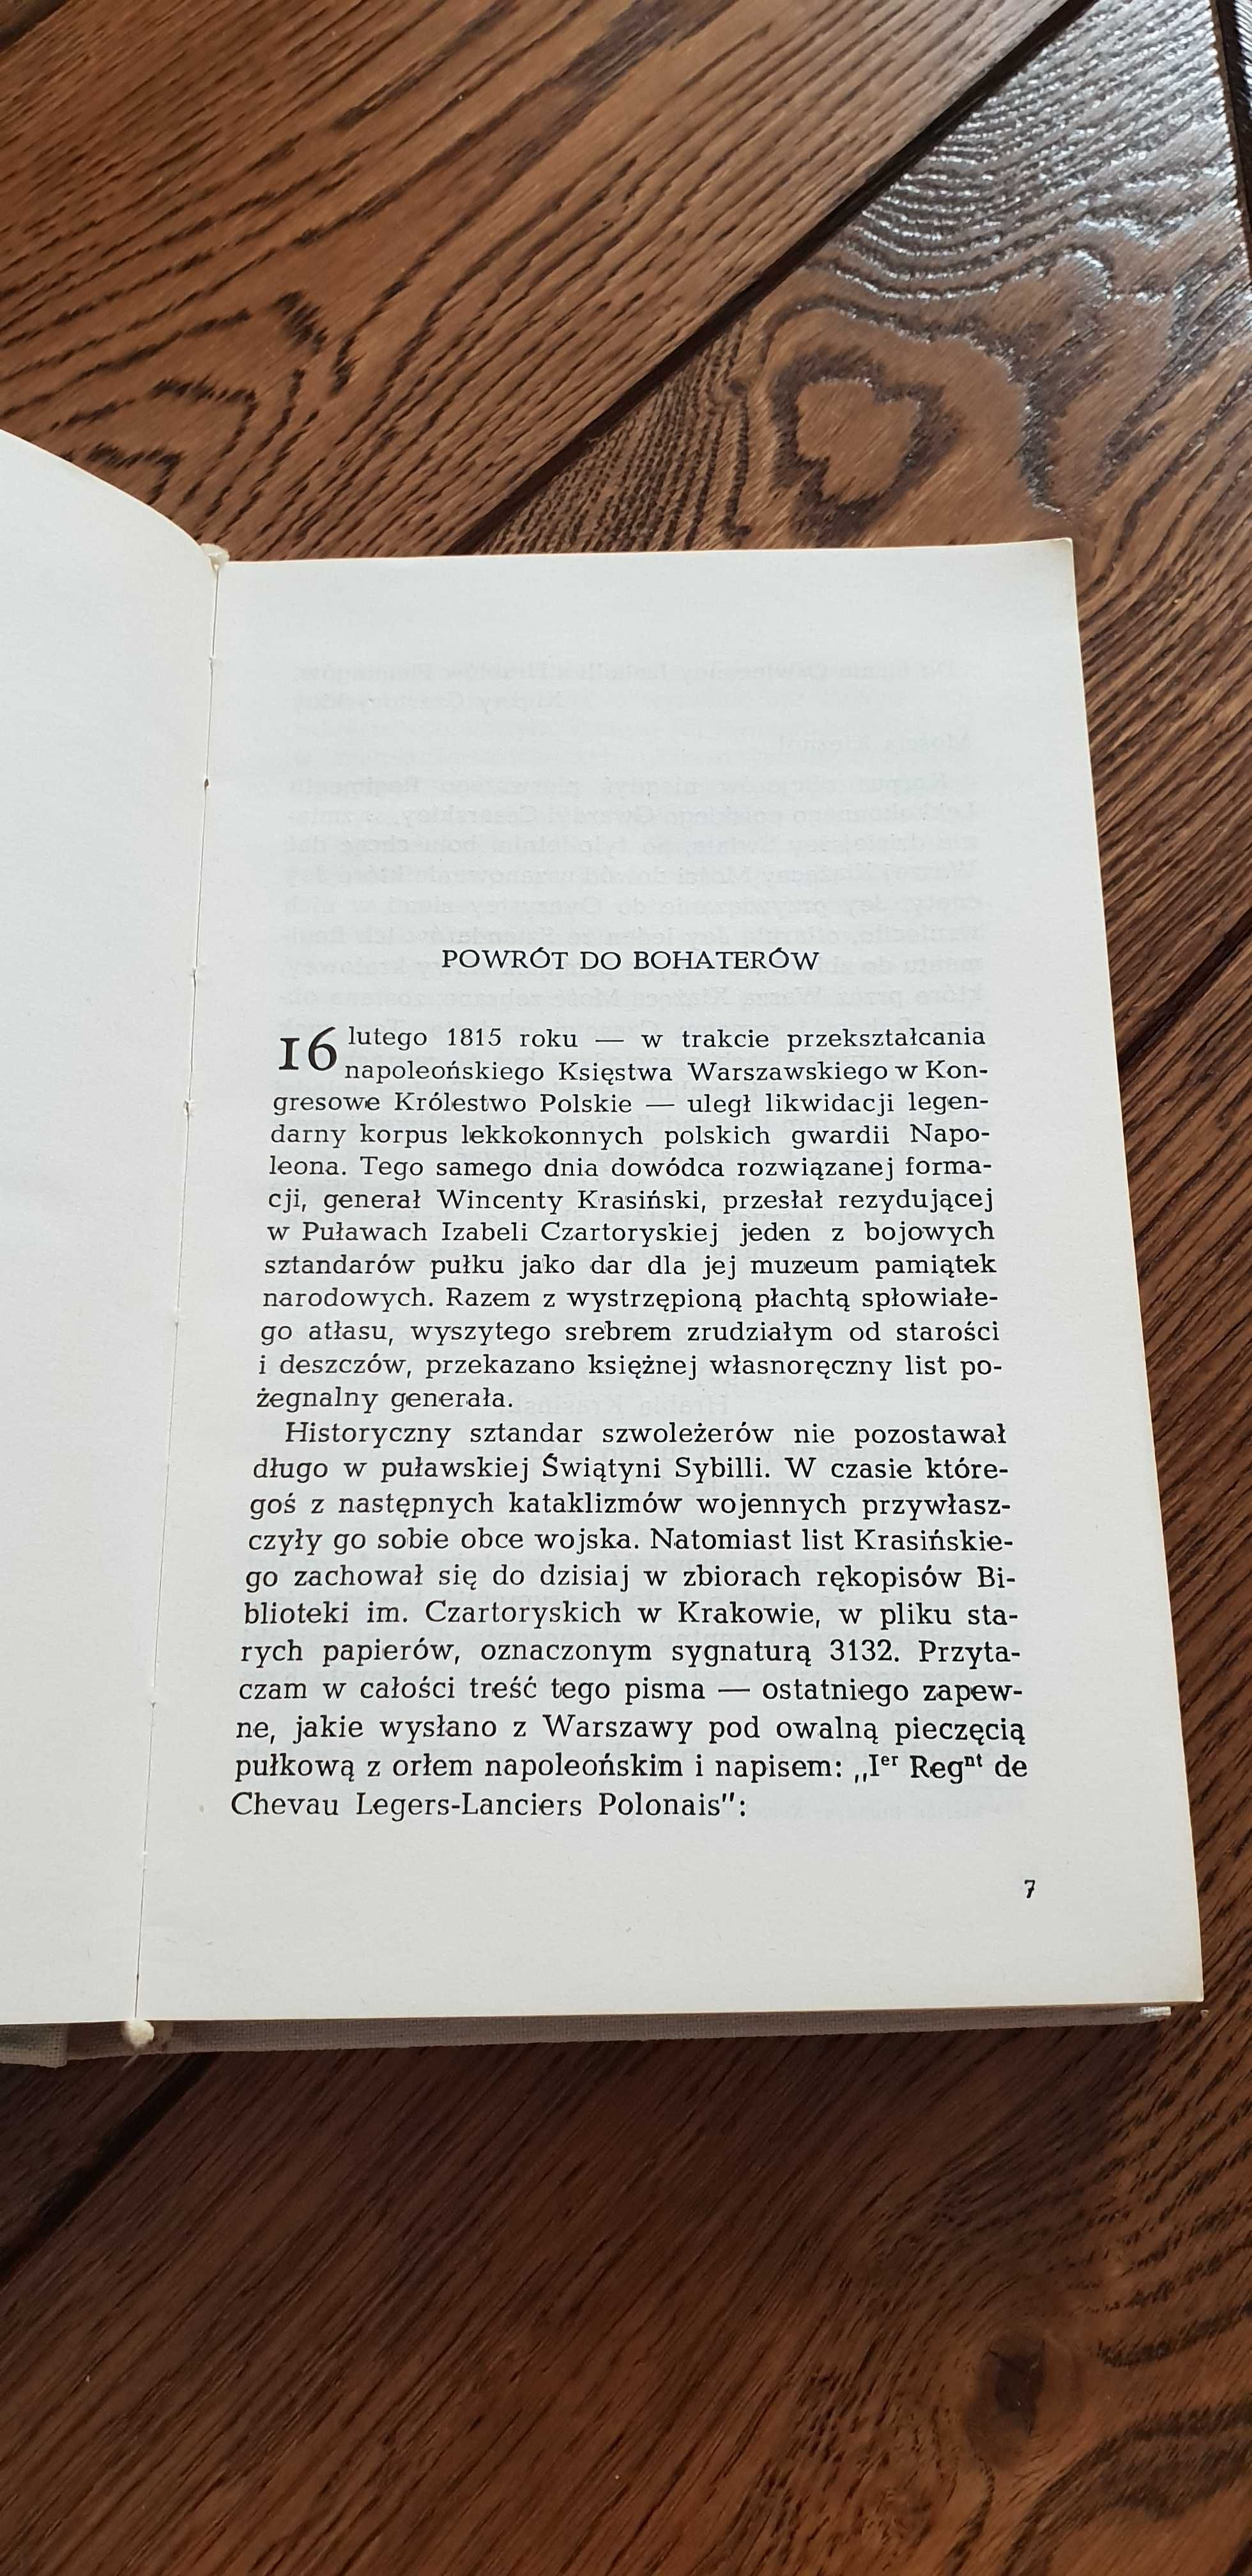 POWRÓT DO BOHATERÓW
16 lutego 1815 roku — w trakcie przekształcania
napoleońskiego Księstwa Warszawskiego w Kon-
gresowe Królestwo Polskie — uległ likwidacji legen-
darny korpus lekkokonnych polskich gwardii Napo-
leona. Tego samego dnia dowódca rozwiązanej forma-
cji, generał Wincenty Krasiński, przesłał rezydującej
w Puławach Izabeli Czartoryskiej jeden z bojowych
sztandarów pułku jako dar dla jej muzeum pamiątek
narodowych. Razem z wystrzępioną płachtą spłowiałe-
go atłasu, wyszytego srebrem zrudziałym od starości
i deszczów, przekazano księżnej własnoręczny list po-
żegnalny generała.
Historyczny sztandar szwoleżerów nie pozostawał
długo w puławskiej Świątyni Sybilli. W czasie które-
goś z następnych kataklizmów wojennych przywłasz-
czyły go sobie obce wojska. Natomiast list Krasińskie-
go zachował się do dzisiaj w zbiorach rękopisów Bi-
blioteki im. Czartoryskich w Krakowie, w pliku sta-
rych papierów, oznaczonym sygnaturą 3132. Przyta-
czam w całości treść tego pisma — ostatniego zapew-
ne, jakie wysłano z Warszawy pod owalną pieczęcią
pułkową z orłem napoleońskim i napisem: „Iᵉʳ Regⁿᵗ de
Chevau Legers-Lanciers Polonais":
7